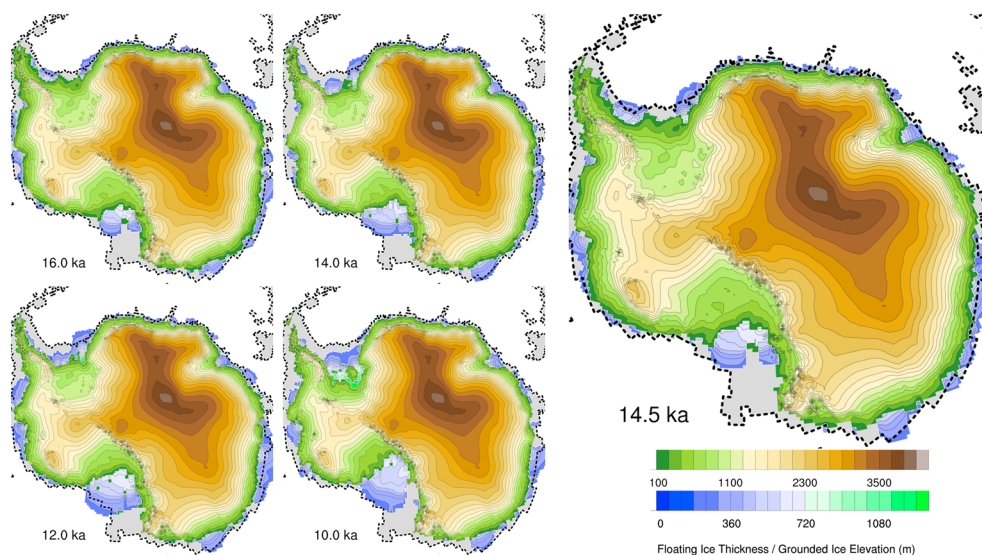 16.0 ka
14.0 ka
12.0 ka
10.0 ka
14.5 ka
100 1100 2300 3500
0 360 720 1080
Floating Ice Thickness / Grounded Ice Elevation (m)